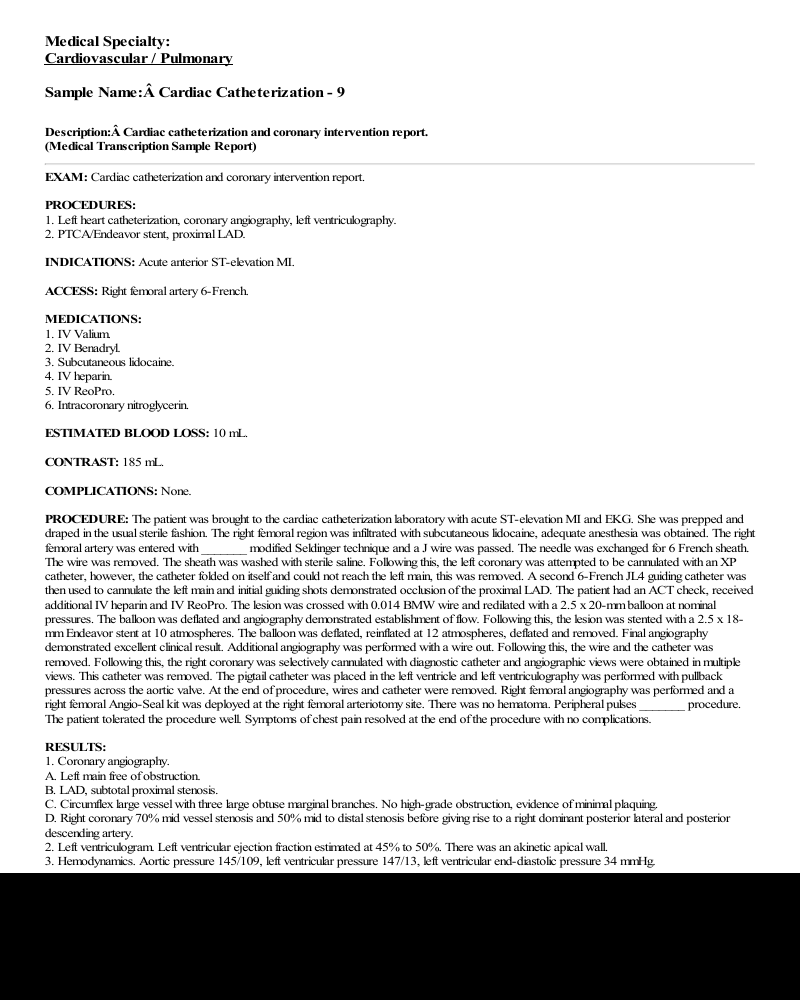 Medical Specialty:
Cardiovascular / Pulmonary
Sample Name:Â Cardiac Catheterization - 9
Description:Â Cardiac catheterization and coronary intervention report.
(Medical Transcription Sample Report)
EXAM: Cardiac catheterization and coronary intervention report.
PROCEDURES:
1. Left heart catheterization, coronary angiography, left ventriculography.
2. PTCA/Endeavor stent, proximal LAD.
INDICATIONS: Acute anterior ST-elevation MI.
ACCESS: Right femoral artery 6-French.
MEDICATIONS:
1. IV Valium.
2. IV Benadryl.
3. Subcutaneous lidocaine.
4. IV heparin.
5. IV ReoPro.
6. Intracoronary nitroglycerin.
ESTIMATED BLOOD LOSS: 10 mL.
CONTRAST: 185 mL.
COMPLICATIONS: None.
PROCEDURE: The patient was brought to the cardiac catheterization laboratory with acute ST-elevation MI and EKG. She was prepped and
draped in the usual sterile fashion. The right femoral region was infiltrated with subcutaneous lidocaine, adequate anesthesia was obtained. The right
femoral artery was entered with _______ modified Seldinger technique and a J wire was passed. The needle was exchanged for 6 French sheath.
The wire was removed. The sheath was washed with sterile saline. Following this, the left coronary was attempted to be cannulated with an XP
catheter, however, the catheter folded on itself and could not reach the left main, this was removed. A second 6-French JL4 guiding catheter was
then used to cannulate the left main and initial guiding shots demonstrated occlusion of the proximal LAD. The patient had an ACT check, received
additional IV heparin and IV ReoPro. The lesion was crossed with 0.014 BMW wire and redilated with a 2.5 x 20-mm balloon at nominal
pressures. The balloon was deflated and angiography demonstrated establishment of flow. Following this, the lesion was stented with a 2.5 x 18-
mm Endeavor stent at 10 atmospheres. The balloon was deflated, reinflated at 12 atmospheres, deflated and removed. Final angiography
demonstrated excellent clinical result. Additional angiography was performed with a wire out. Following this, the wire and the catheter was
removed. Following this, the right coronary was selectively cannulated with diagnostic catheter and angiographic views were obtained in multiple
views. This catheter was removed. The pigtail catheter was placed in the left ventricle and left ventriculography was performed with pullback
pressures across the aortic valve. At the end of procedure, wires and catheter were removed. Right femoral angiography was performed and a
right femoral Angio-Seal kit was deployed at the right femoral arteriotomy site. There was no hematoma. Peripheral pulses _______ procedure.
The patient tolerated the procedure well. Symptoms of chest pain resolved at the end of the procedure with no complications.
RESULTS:
1. Coronary angiography.
A. Left main free of obstruction.
B. LAD, subtotal proximal stenosis.
C. Circumflex large vessel with three large obtuse marginal branches. No high-grade obstruction, evidence of minimal plaquing.
D. Right coronary 70% mid vessel stenosis and 50% mid to distal stenosis before giving rise to a right dominant posterior lateral and posterior
descending artery.
2. Left ventriculogram. Left ventricular ejection fraction estimated at 45% to 50%. There was an akinetic apical wall.
3. Hemodynamics. Aortic pressure 145/109, left ventricular pressure 147/13, left ventricular end-diastolic pressure 34 mmHg.